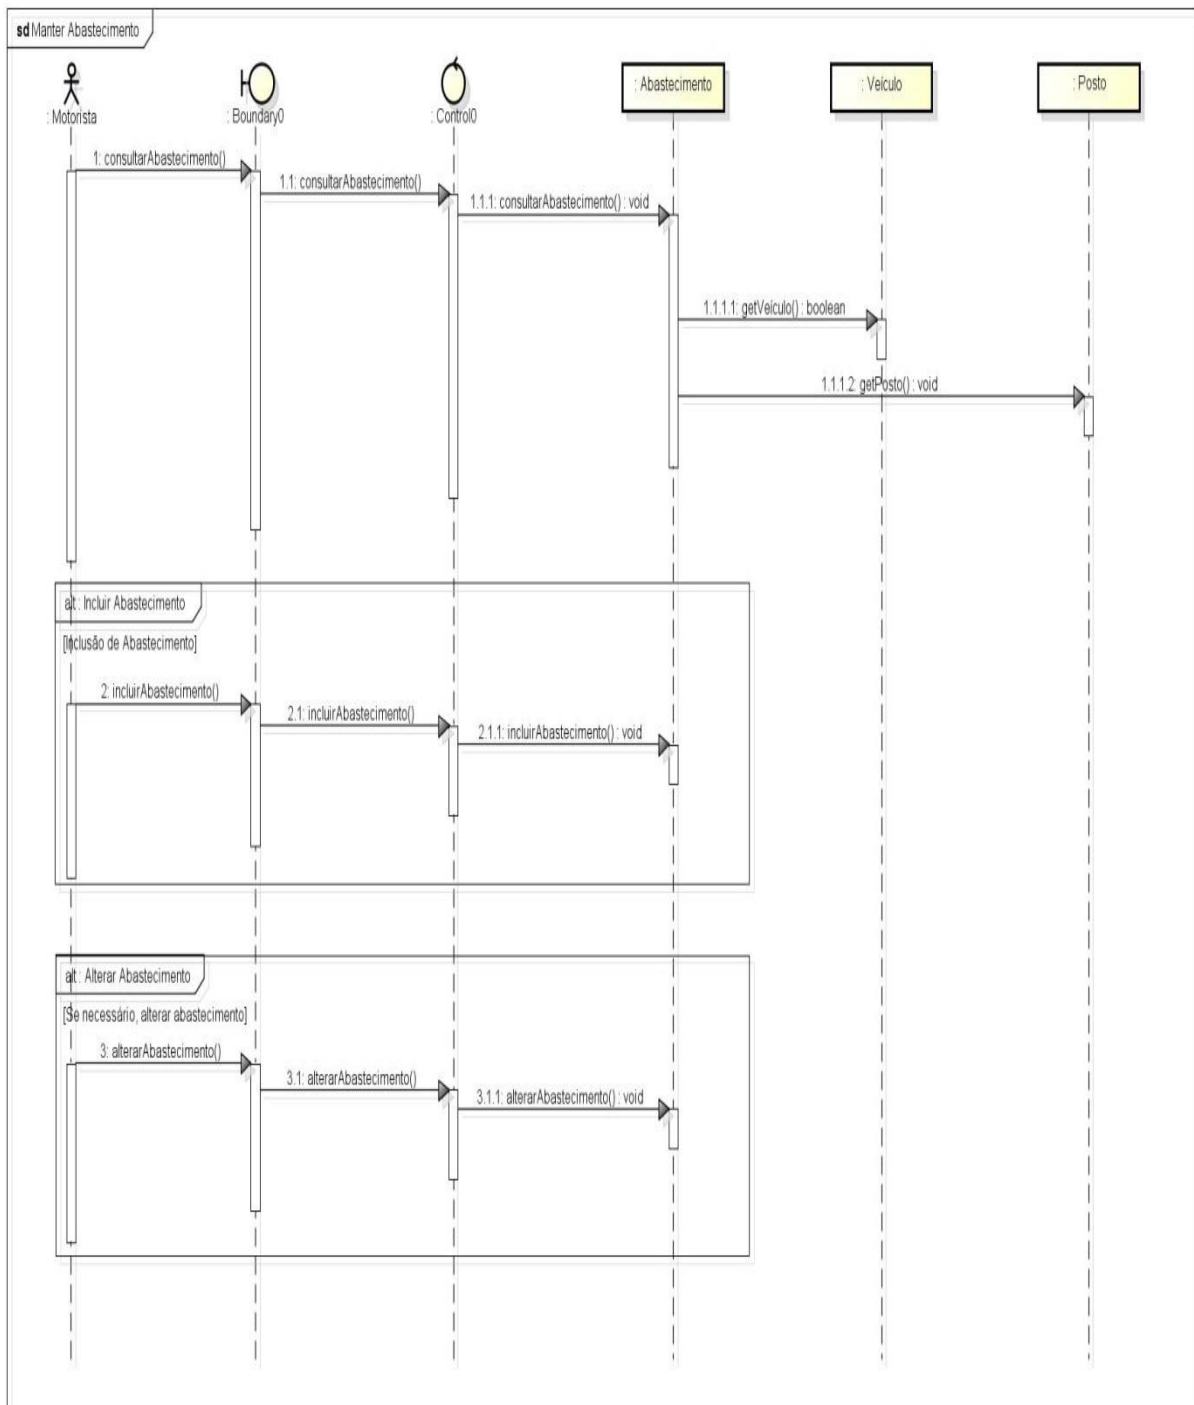 sd Manter Abastecimento
: Motorista
: Boundary0
: Control0
: Abastecimento
: Veículo
: Posto
1: consultarAbastecimento()
1.1: consultarAbastecimento()
1.1.1: consultarAbastecimento() : void
1.1.1.1: getVeículo() : boolean
1.1.1.2: getPosto() : void
alt : Incluir Abastecimento
[Inclusão de Abastecimento]
2: incluirAbastecimento()
2.1: incluirAbastecimento()
2.1.1: incluirAbastecimento() : void
alt : Alterar Abastecimento
[Se necessário, alterar abastecimento]
3: alterarAbastecimento()
3.1: alterarAbastecimento()
3.1.1: alterarAbastecimento() : void